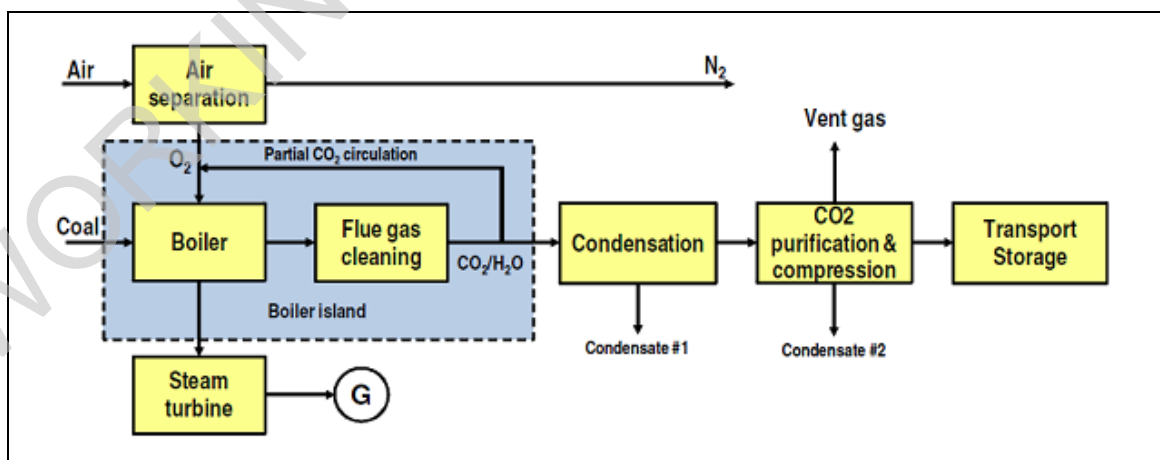 WORKIN
Air
Air
separation
N₂
Vent gas
O₂
Partial CO₂ circulation
Coal
Boiler
Flue gas
cleaning
CO₂/H₂O
Condensation
CO2
purification &
compression
Transport
Storage
Boiler island
Condensate #1
Condensate #2
Steam
turbine
G